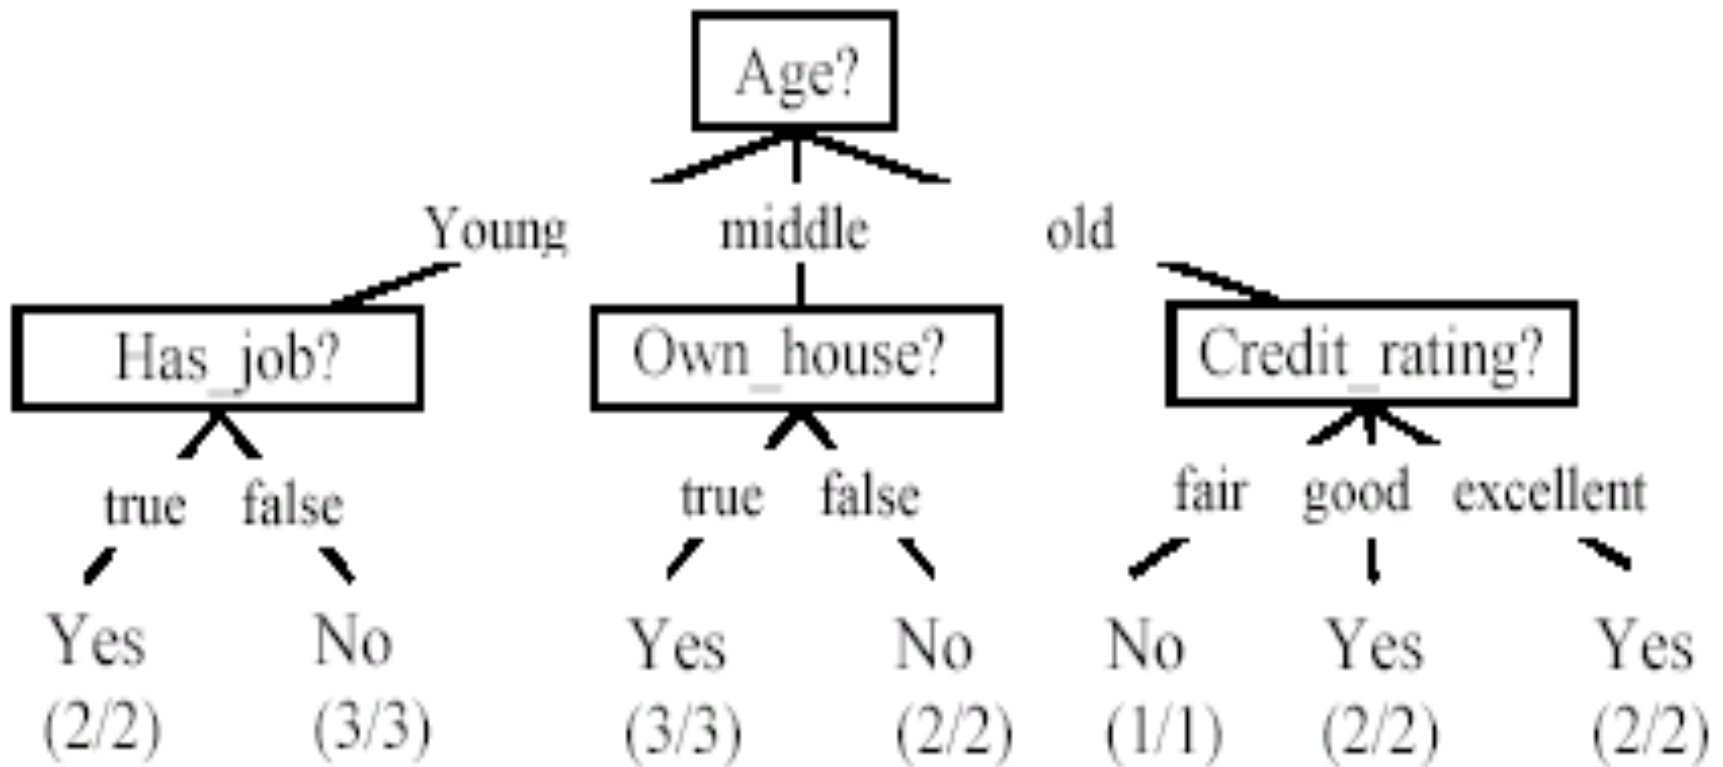 Age?
Young middle old
Has_job? Own_house? Credit_rating?
true false true false fair good excellent
Yes No Yes No No Yes Yes
(2/2) (3/3) (3/3) (2/2) (1/1) (2/2) (2/2)